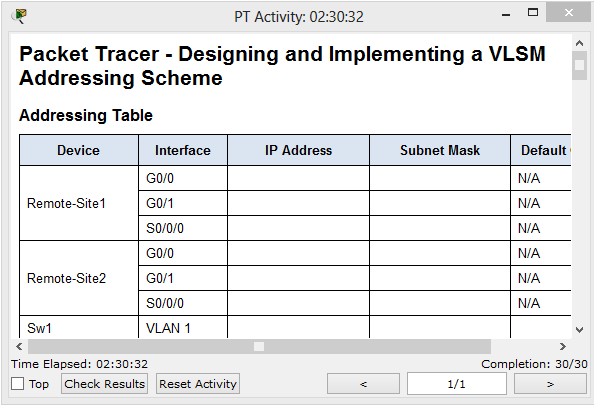 PT Activity: 02:30:32
Packet Tracer - Designing and Implementing a VLSM
Addressing Scheme
Addressing Table
Device Interface IP Address Subnet Mask Default
Remote-Site1
G0/0 N/A
G0/1 N/A
S0/0/0 N/A
Remote-Site2
G0/0 N/A
G0/1 N/A
S0/0/0 N/A
Sw1 VLAN 1
Time Elapsed: 02:30:32 Completion: 30/30
Top Check Results Reset Activity < 1/1 >